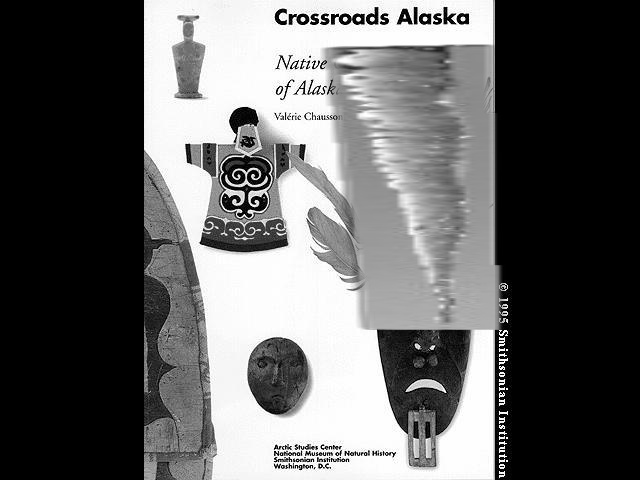 Crossroads Alaska
Native
of Alask
Valérie Chausson
Arctic Studies Center
National Museum of Natural History
Smithsonian Institution
Washington, D.C.
© 1995 Smithsonian Institution